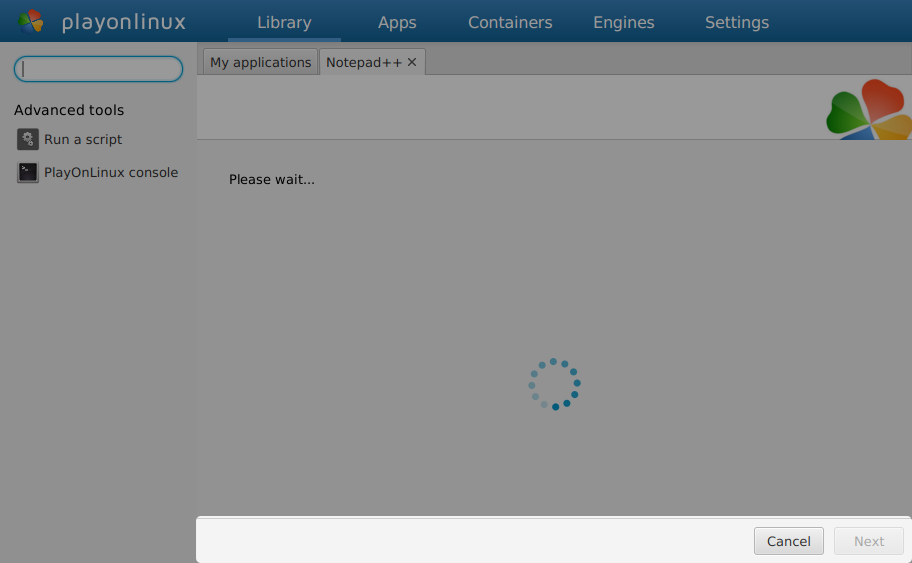 playonlinux
Library
Apps
Containers
Engines
Settings
My applications
Notepad++
Advanced tools
Run a script
PlayOnLinux console
Please wait...
Cancel
Next